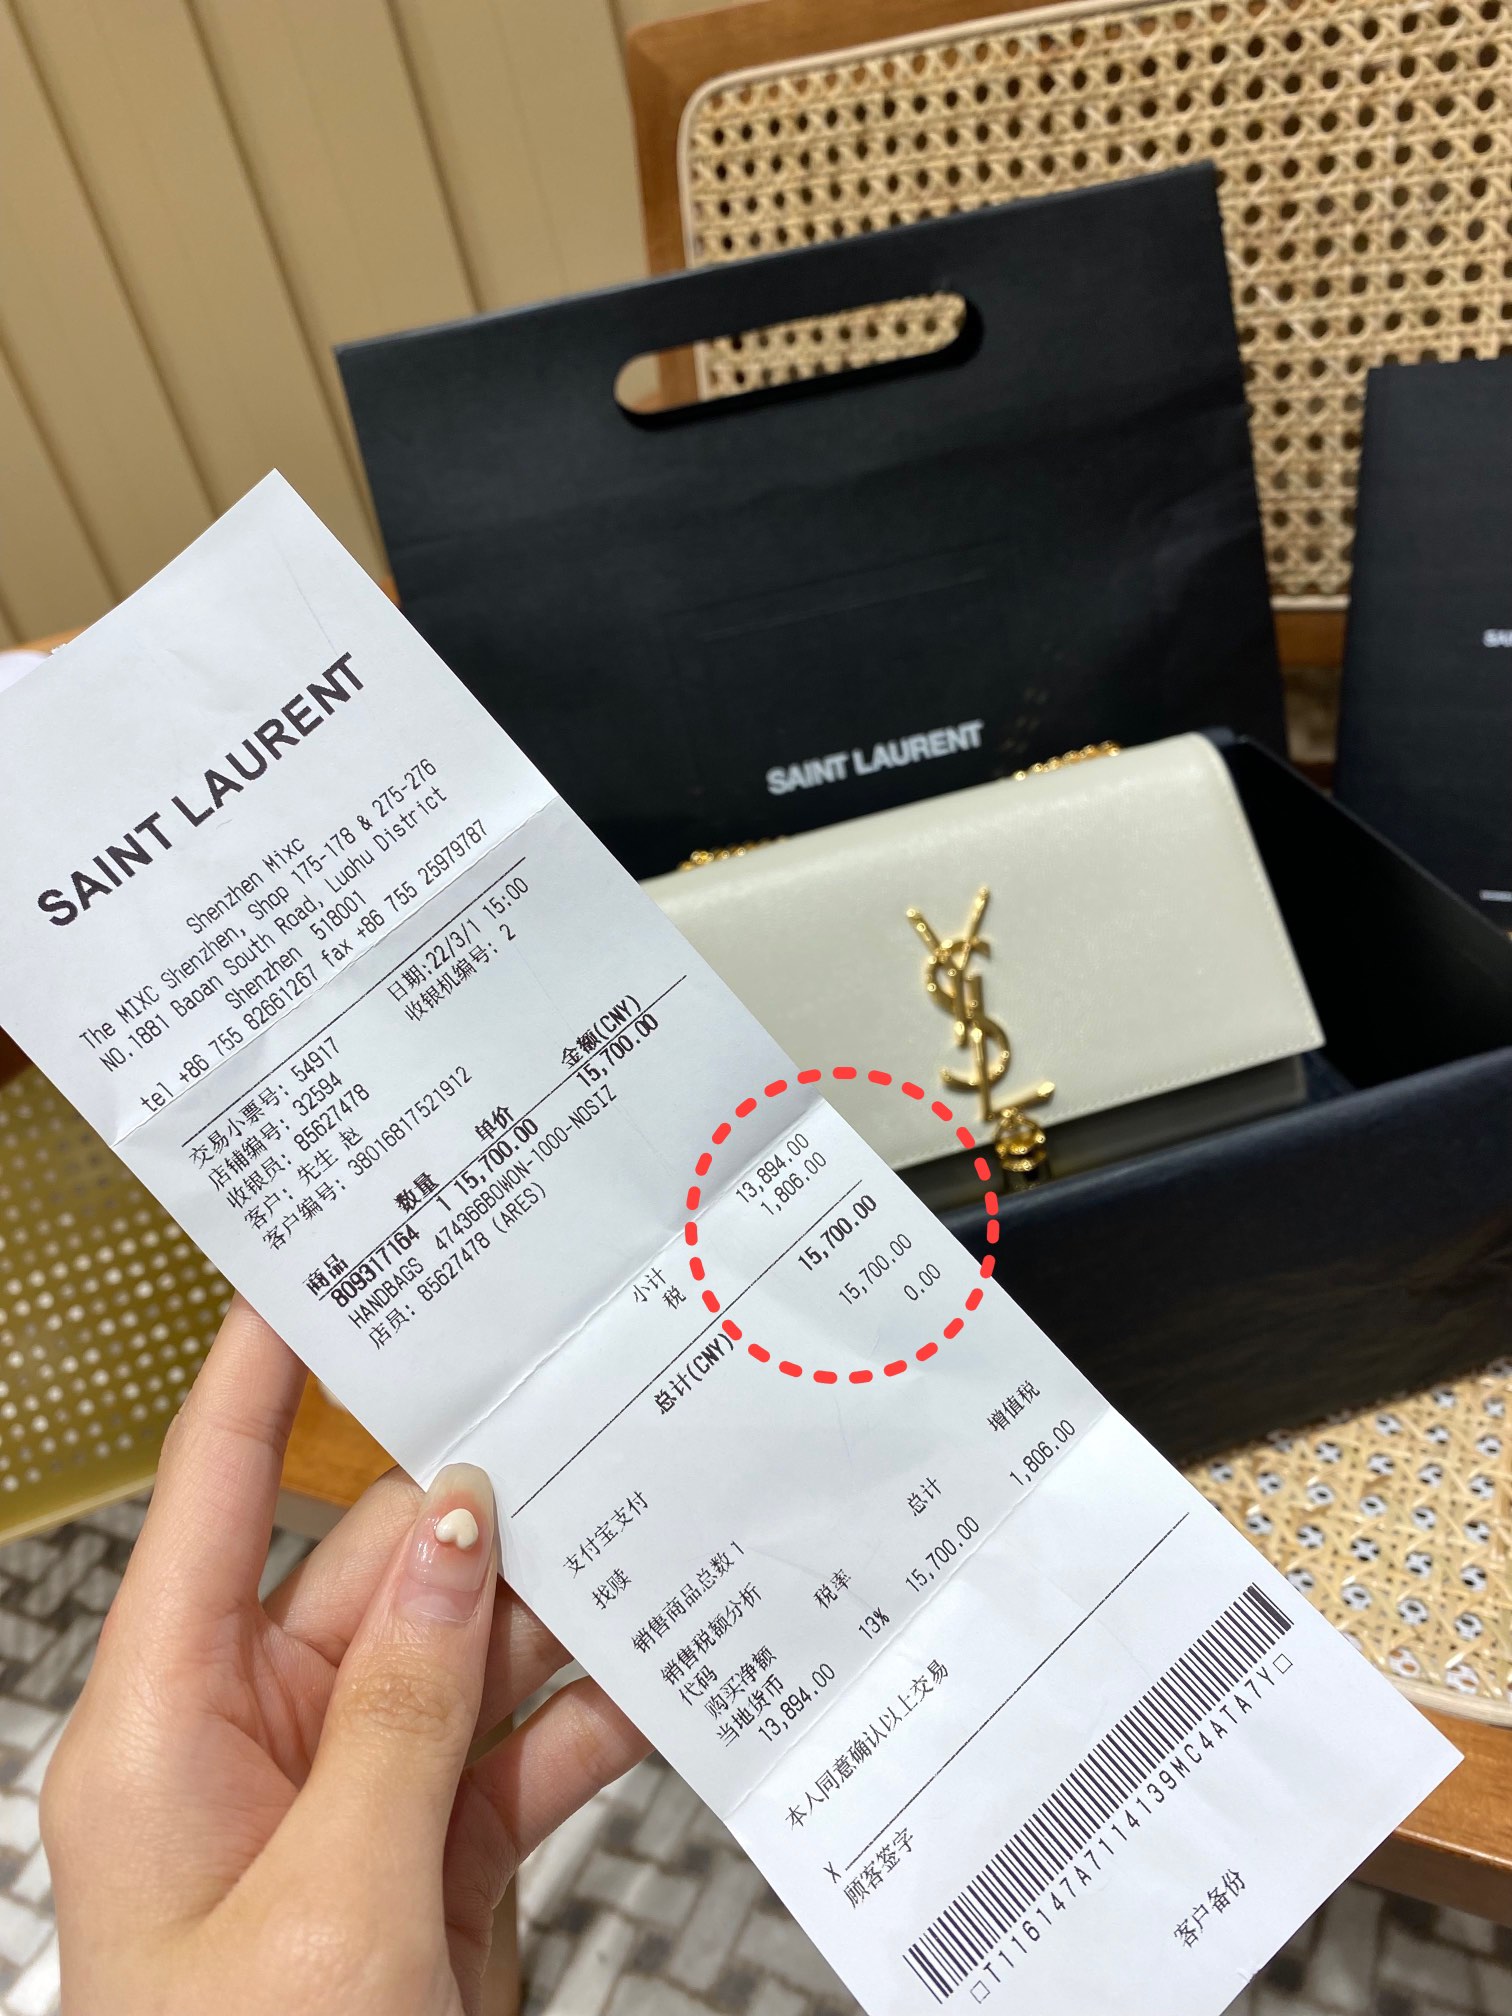 SAINT LAURENT
Shenzhen Mixc
The MIXC Shenzhen, Shop 175-178 & 275-276
NO.1881 Baoan South Road, Luohu District
Shenzhen 518001
tel +86 755 82661267 fax +86 755 25979787
交易小票号: 54917 日期:22/3/1 15:00
店铺编号: 32594 收银机编号: 2
收银员: 85627478
客户: 先生 赵
客户编号: 3801681752​1912
商品 数量 单价 金额(CNY)
809317164 1 15,700.00 15,700.00
HANDBAGS 474366BOWON-1000-NOSIZ
店员: 85627478 (ARES)
小计 13,894.00
税 1,806.00
总计(CNY) 15,700.00
支付宝支付 15,700.00
找赎 0.00
销售商品总数 1
销售税额分析
代码 税率 总计 增值税
购买净额 13% 15,700.00 1,806.00
当地货币
13,894.00
本人同意确认以上交易
X
顾客签字
T116147A7114139MC4ATA7Y
客户备份
SAINT LAURENT
YSL